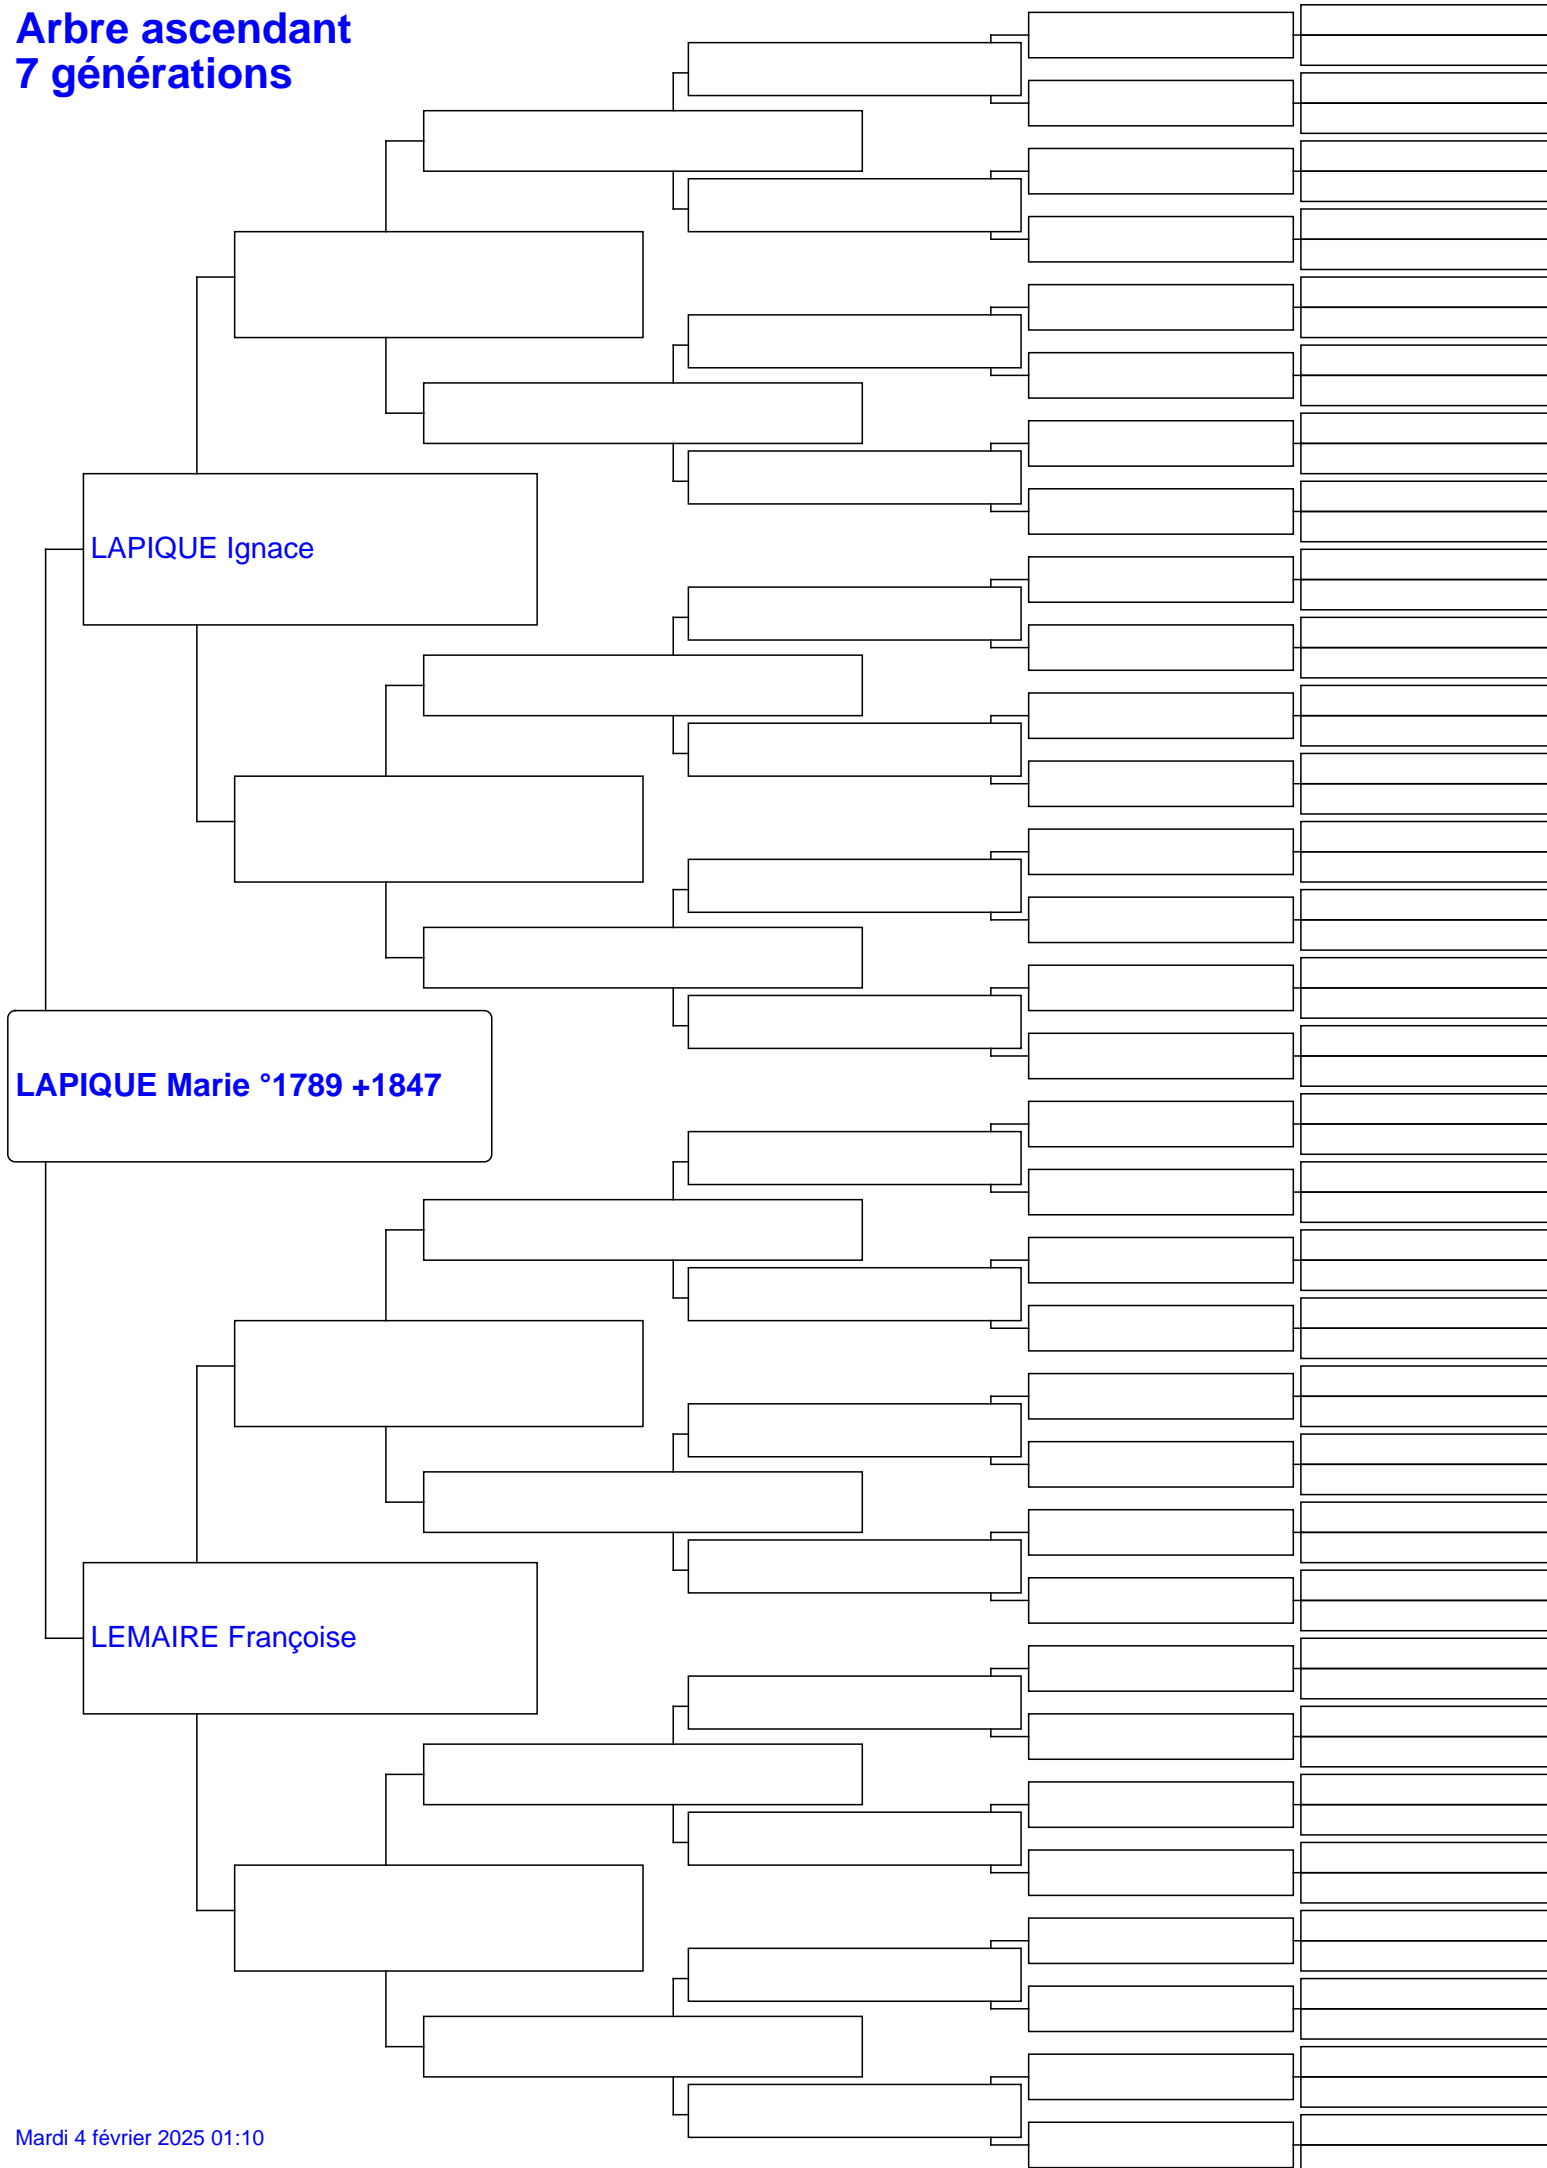 Arbre ascendant
7 générations
LAPIQUE Ignace
LAPIQUE Marie °1789 +1847
LEMAIRE Françoise
Mardi 4 février 2025 01:10